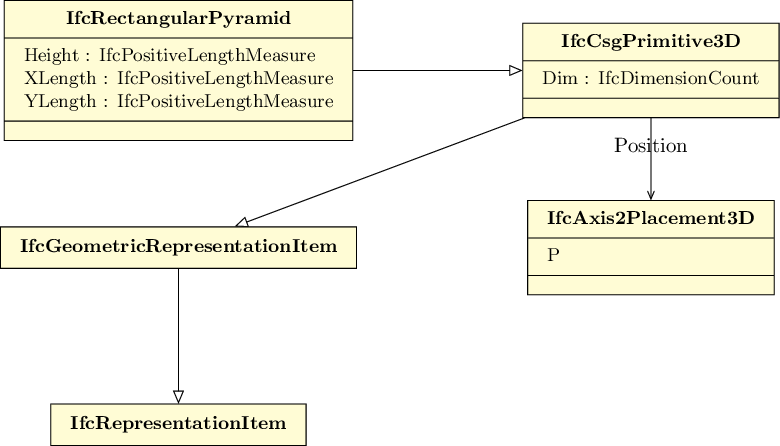 IfcRectangularPyramid
Height : IfcPositiveLengthMeasure
XLength : IfcPositiveLengthMeasure
YLength : IfcPositiveLengthMeasure
IfcCsgPrimitive3D
Dim : IfcDimensionCount
Position
IfcAxis2Placement3D
P
IfcGeometricRepresentationItem
IfcRepresentationItem